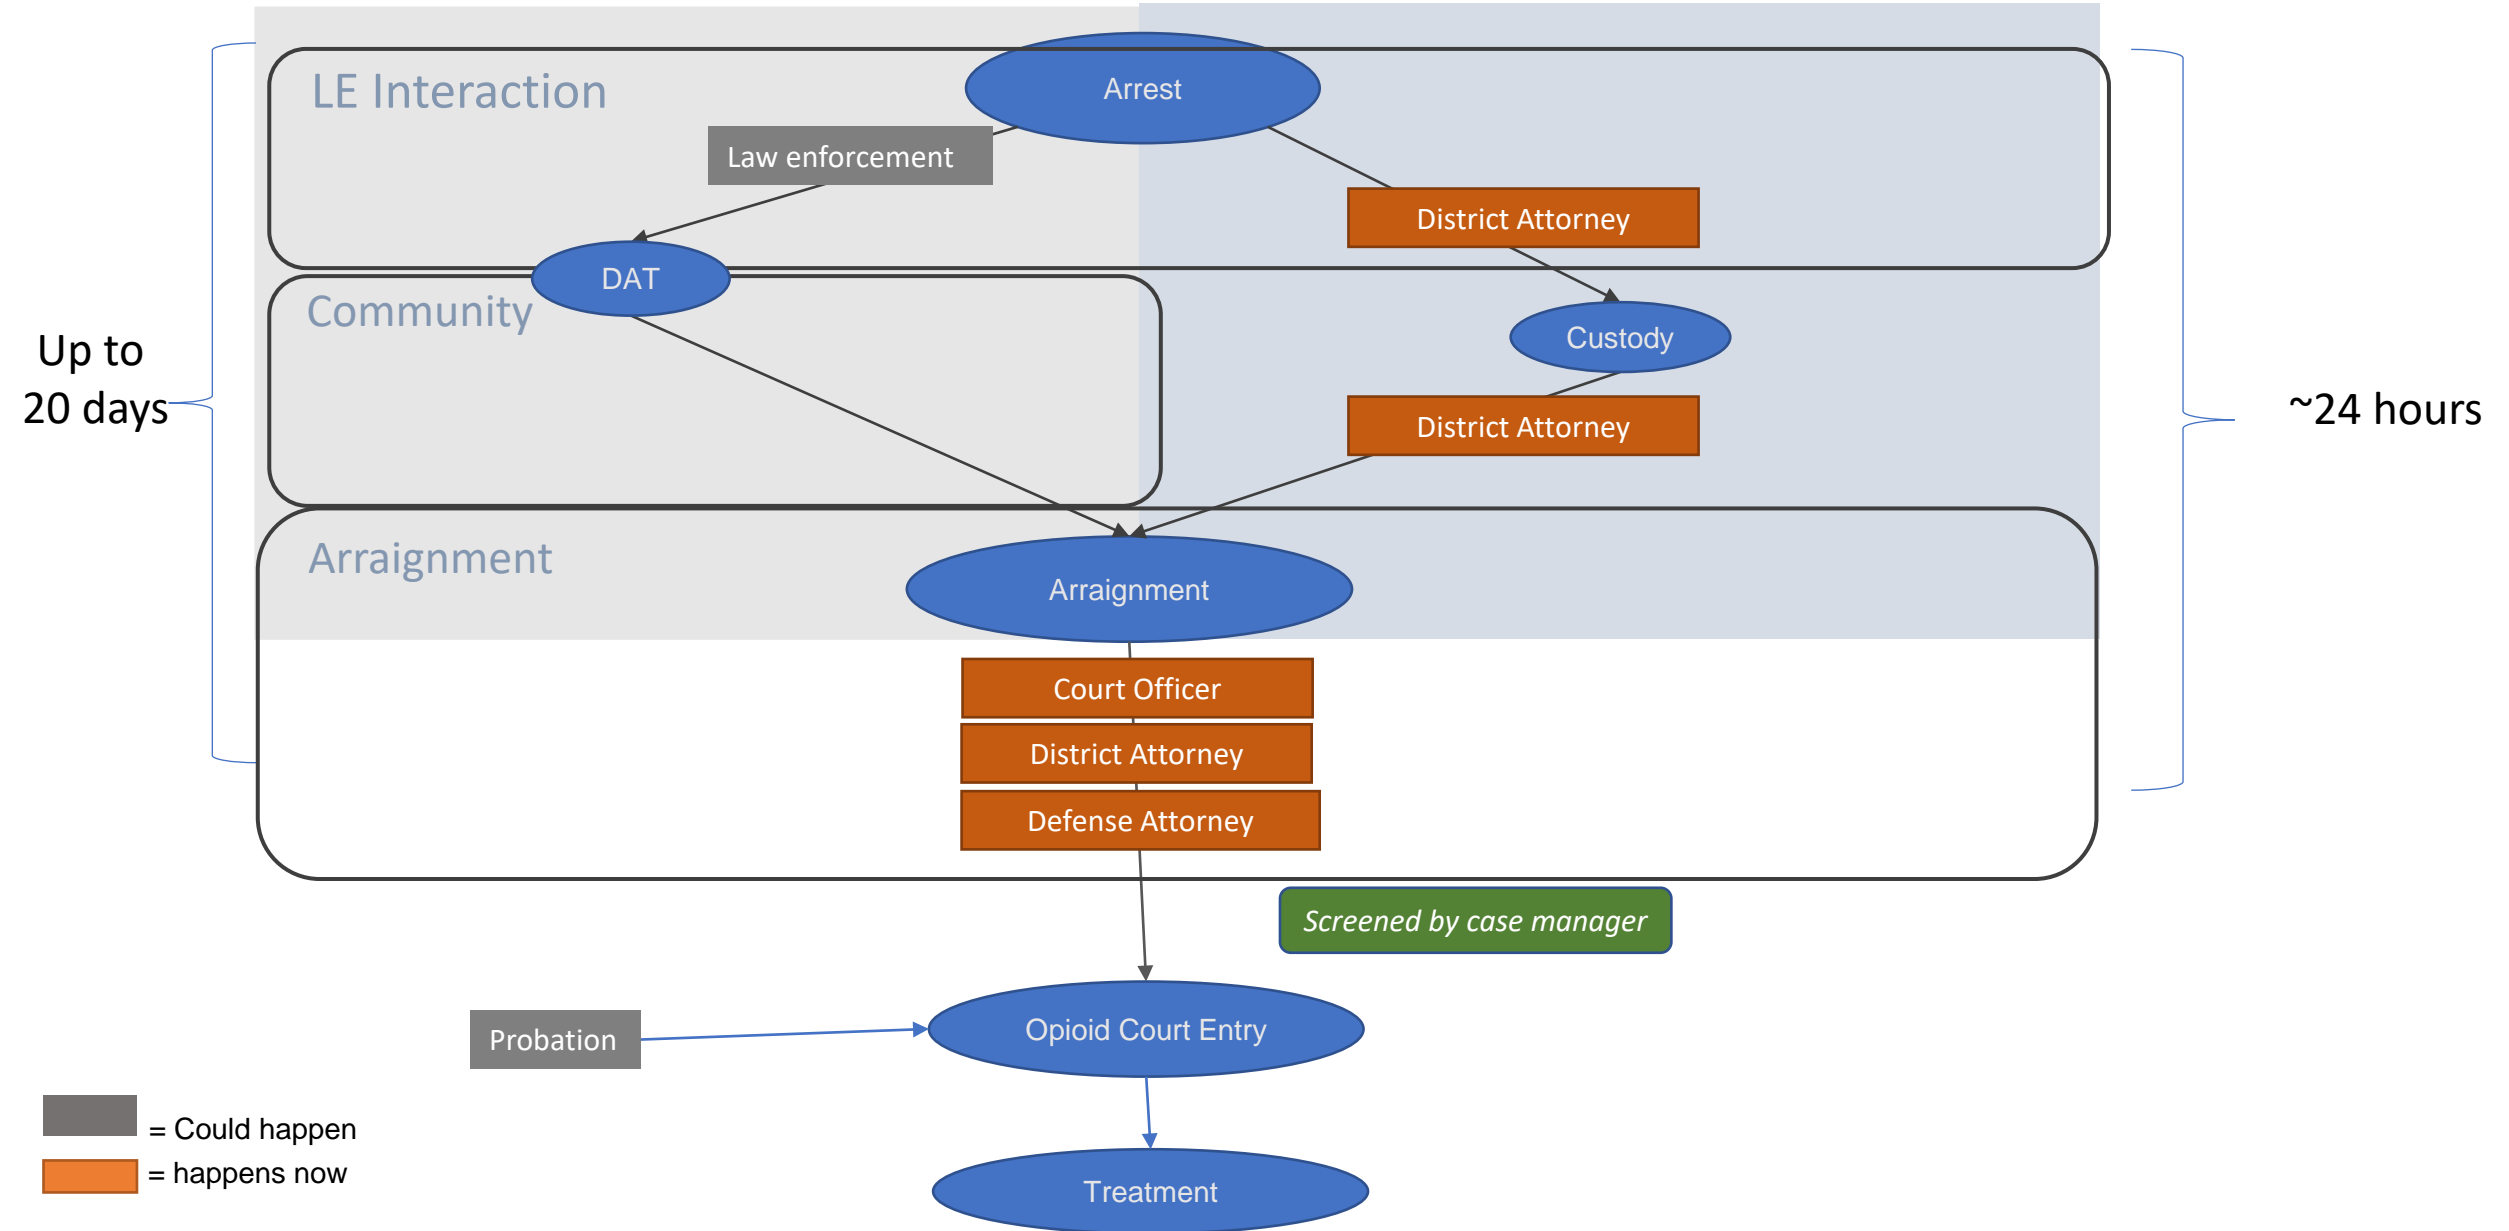 LE Interaction
Arrest
Law enforcement
District Attorney
DAT
Community
Custody
Up to
20 days
~24 hours
District Attorney
Arraignment
Arraignment
Court Officer
District Attorney
Defense Attorney
Screened by case manager
Opioid Court Entry
Probation
= Could happen
= happens now
Treatment